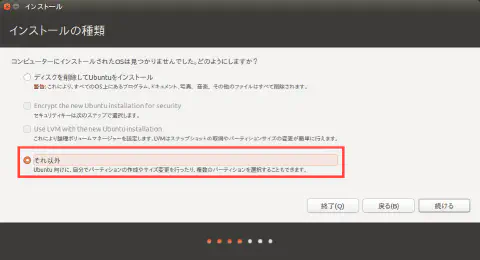 インストール
インストールの種類
コンピューターにインストールされたOSは見つかりませんでした。どのようにしますか？
ディスクを削除してUbuntuをインストール
警告: これにより、すべてのOS上にあるプログラム、ドキュメント、写真、音楽、その他のファイルはすべて削除されます。
Encrypt the new Ubuntu installation for security
セキュリティキーは次のステップで選択します。
Use LVM with the new Ubuntu installation
これにより論理ボリュームマネージャーを設定します。LVMはスナップショットの取得やパーティションサイズの変更が簡単に行えます。
それ以外
Ubuntu 向けに、自分でパーティションの作成やサイズ変更を行ったり、複数のパーティションを選択することもできます。
終了(Q) 戻る(B) 続ける